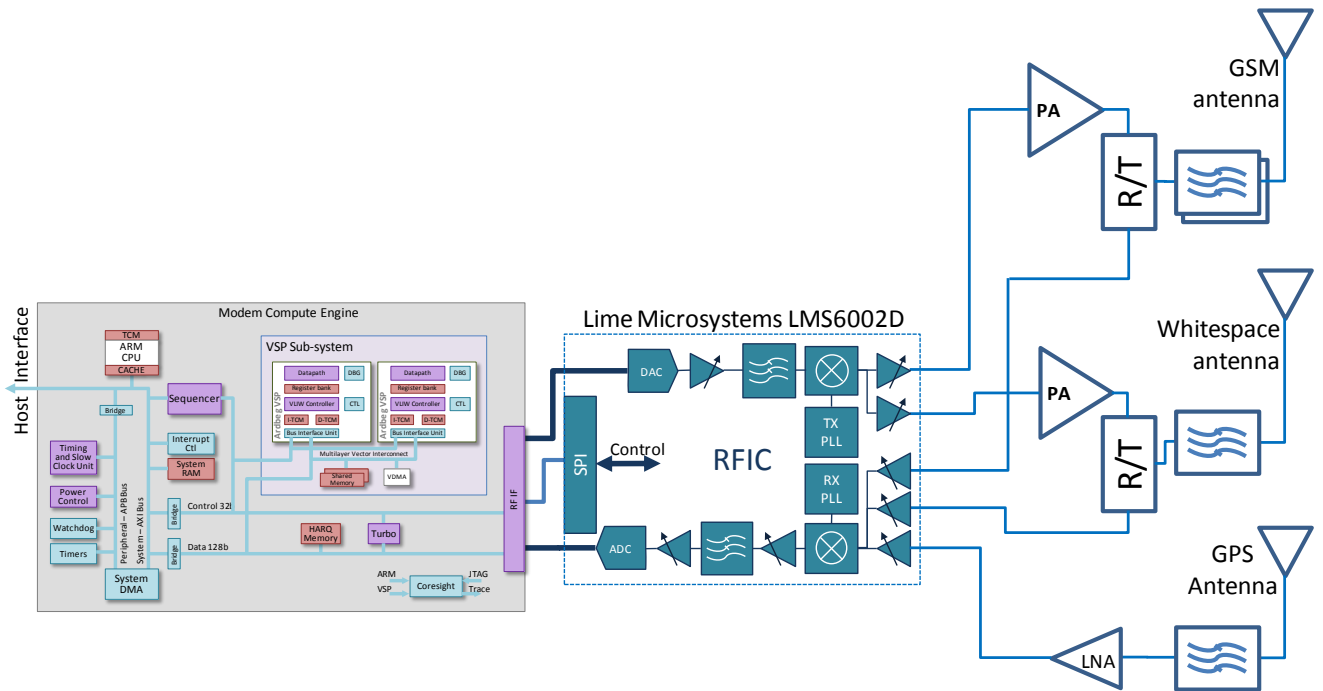 GSM
antenna
PA
R/T
Whitespace
antenna
PA
R/T
GPS
Antenna
LNA
Lime Microsystems LMS6002D
DAC
TX
PLL
RFIC
SPI
Control
RX
PLL
ADC
Host Interface
Modem Compute Engine
TCM
ARM
CPU
CACHE
Bridge
Sequencer
Interrupt
Ctl
System
RAM
Timing
and Slow
Clock Unit
Power
Control
Watchdog
Timers
Peripheral – APB Bus
System – AXI Bus
System
DMA
Bridge
Control 32b
Bridge
Data 128b
VSP Sub-system
Ardbeg VSP
Datapath
DBG
Register bank
VLIW Controller
CTL
I-TCM
D-TCM
Bus Interface Unit
Ardbeg VSP
Datapath
DBG
Register bank
VLIW Controller
CTL
I-TCM
D-TCM
Bus Interface Unit
Multilayer Vector Interconnect
Shared
Memory
VDMA
HARQ
Memory
Turbo
RF IF
ARM
VSP
Coresight
JTAG
Trace